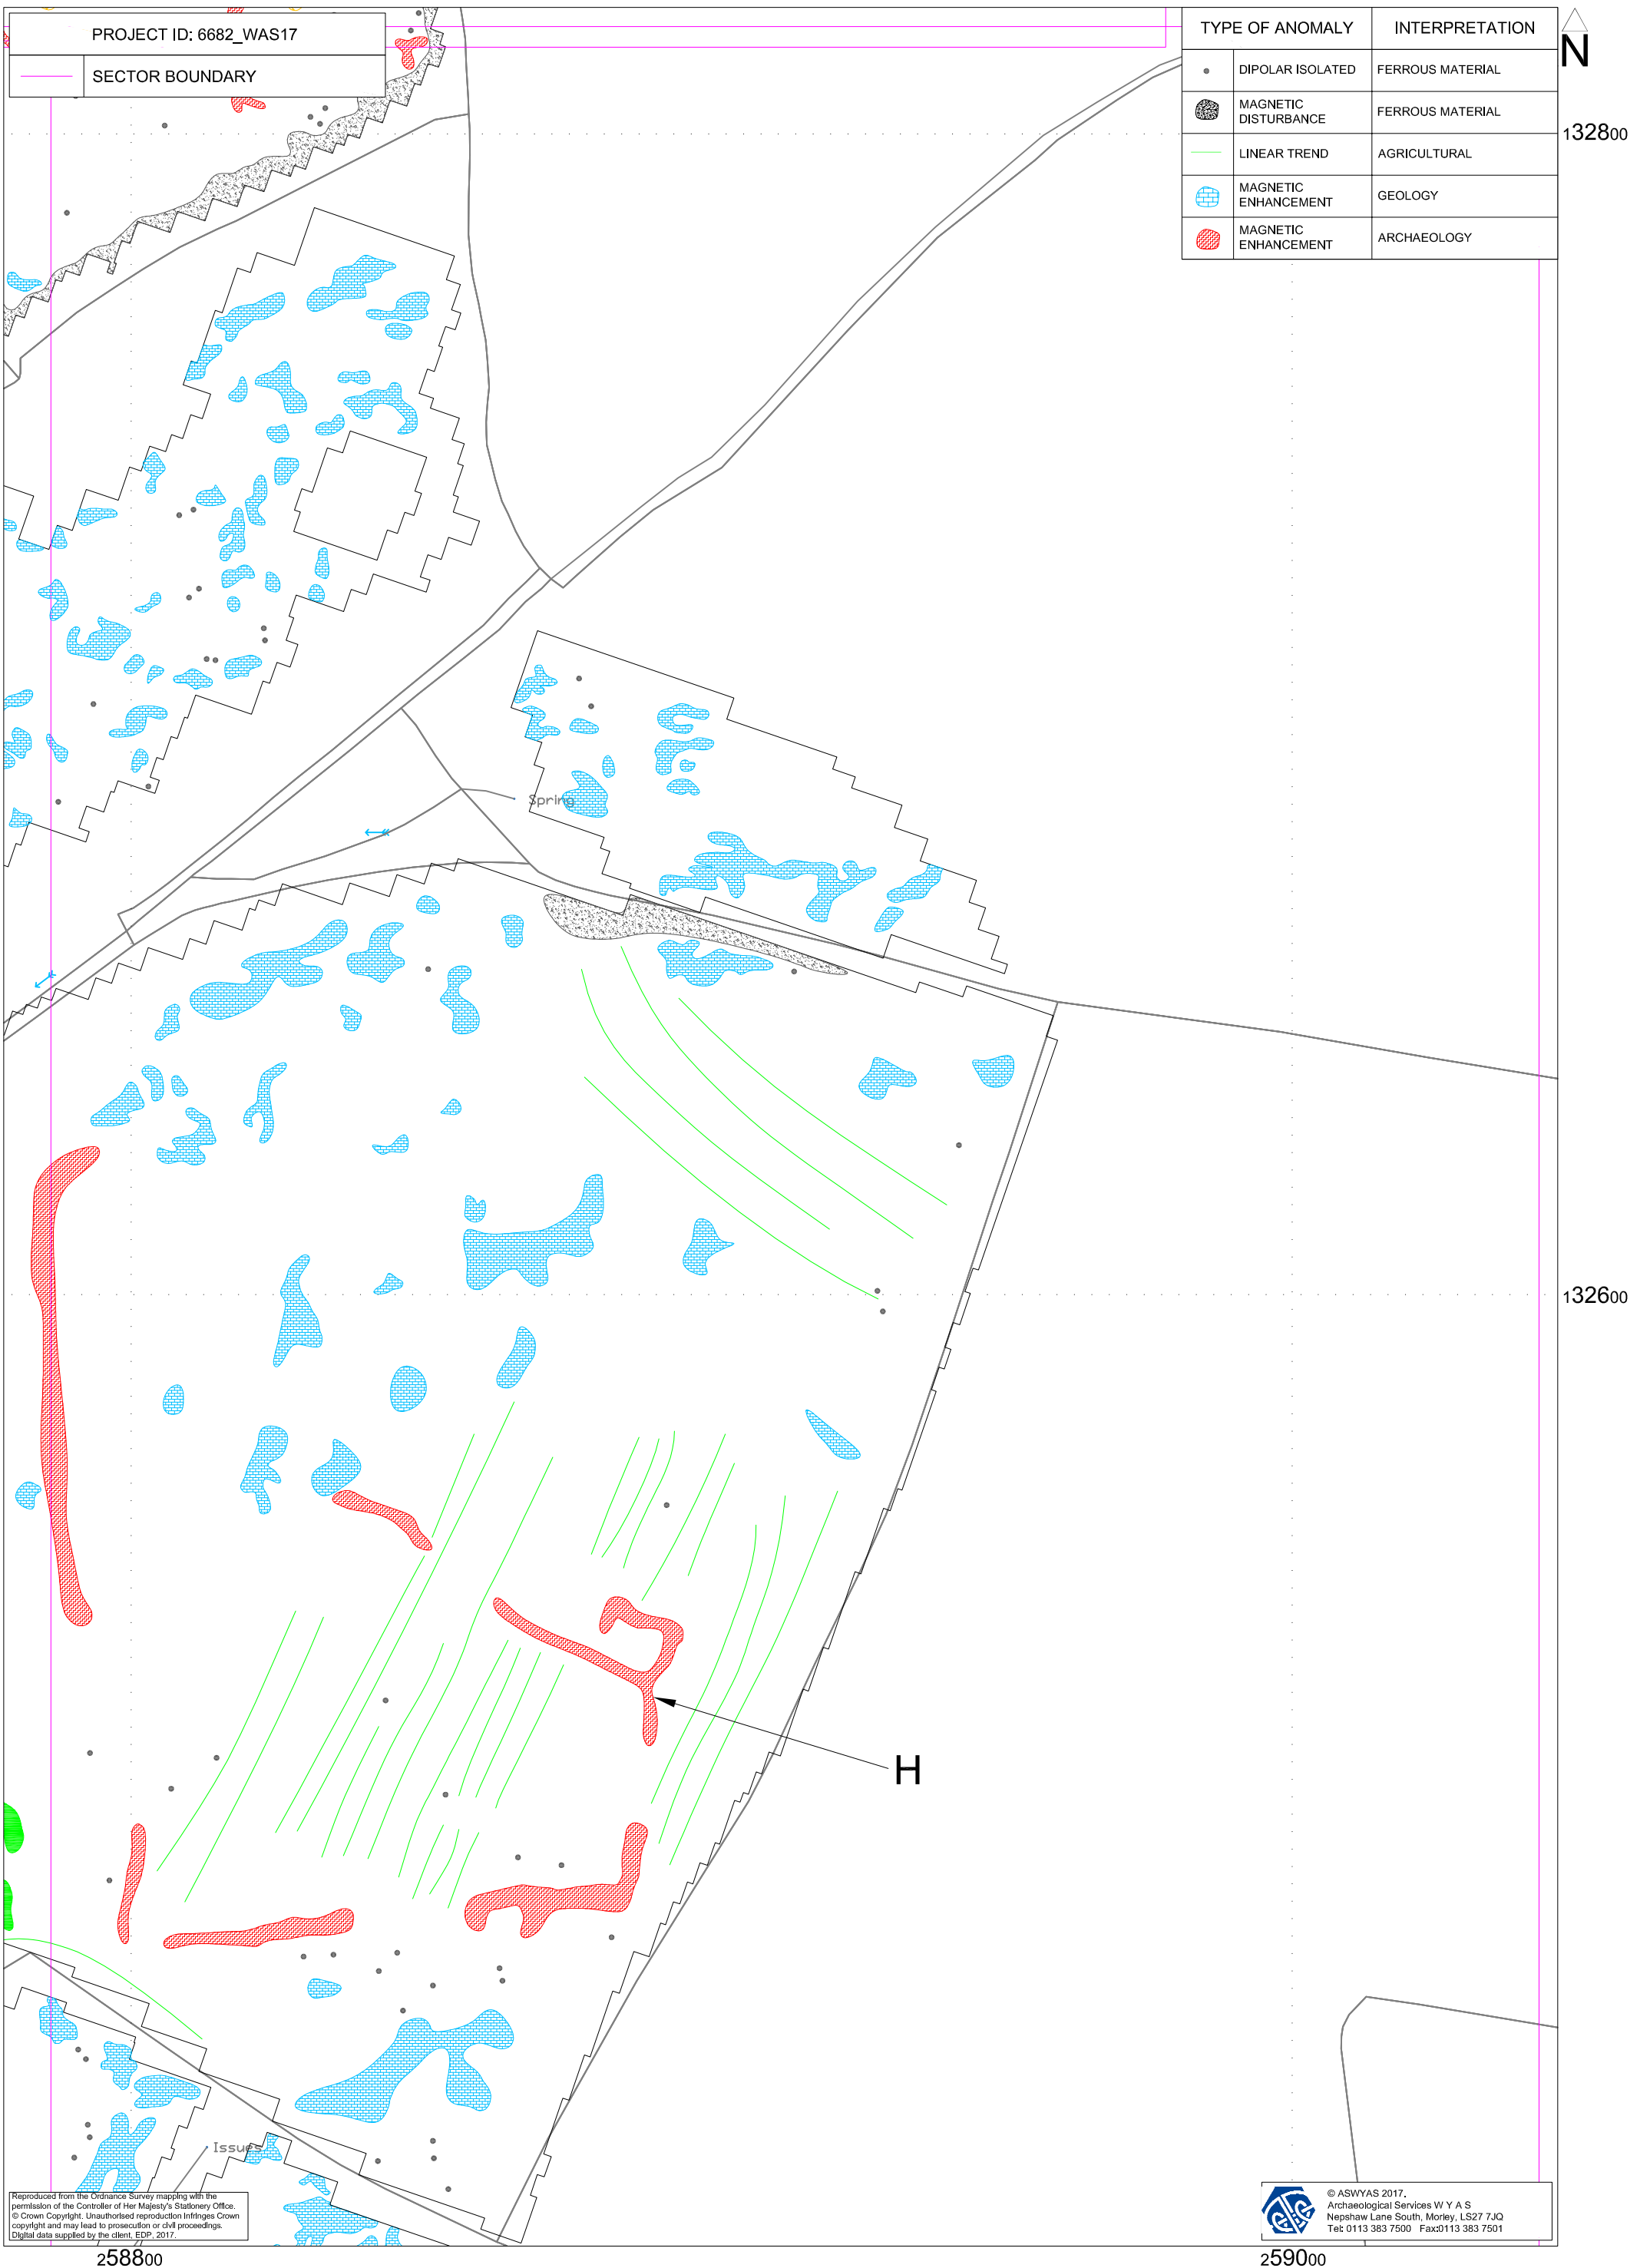 PROJECT ID: 6682_WAS17
SECTOR BOUNDARY
TYPE OF ANOMALY INTERPRETATION
DIPOLAR ISOLATED FERROUS MATERIAL
MAGNETIC
DISTURBANCE
FERROUS MATERIAL
LINEAR TREND AGRICULTURAL
MAGNETIC
ENHANCEMENT
GEOLOGY
MAGNETIC
ENHANCEMENT
ARCHAEOLOGY
N
132800
Spring
132600
H
Issues
Reproduced from the Ordnance Survey mapping with the
permission of the Controller of Her Majesty's Stationery Office.
© Crown Copyright. Unauthorised reproduction infringes Crown
copyright and may lead to prosecution or civil proceedings.
Digital data supplied by the client, EDP, 2017.
© ASWYAS 2017.
Archaeological Services W Y A S
Nepshaw Lane South, Morley, LS27 7JQ
Tel: 0113 383 7500 Fax:0113 383 7501
258800
259000